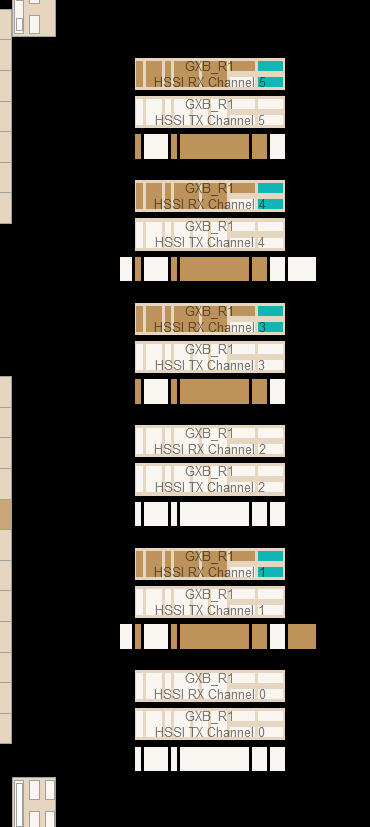 GXB_R1
HSSI RX Channel 5
GXB_R1
HSSI TX Channel 5
GXB_R1
HSSI RX Channel 4
GXB_R1
HSSI TX Channel 4
GXB_R1
HSSI RX Channel 3
GXB_R1
HSSI TX Channel 3
GXB_R1
HSSI RX Channel 2
GXB_R1
HSSI TX Channel 2
GXB_R1
HSSI RX Channel 1
GXB_R1
HSSI TX Channel 1
GXB_R1
HSSI RX Channel 0
GXB_R1
HSSI TX Channel 0